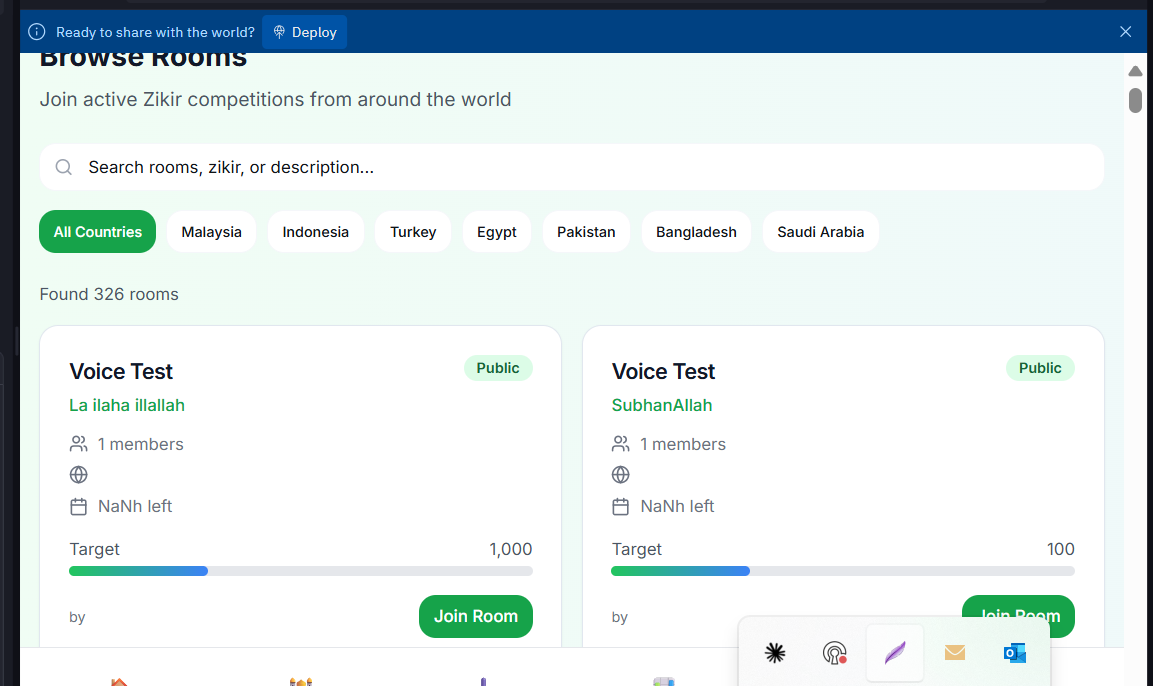 Ready to share with the world?
Deploy
Browse Rooms
Join active Zikir competitions from around the world
Search rooms, zikir, or description...
All Countries
Malaysia
Indonesia
Turkey
Egypt
Pakistan
Bangladesh
Saudi Arabia
Found 326 rooms
Voice Test
Public
La ilaha illallah
1 members
NaNh left
Target
1,000
by
Join Room
Voice Test
Public
SubhanAllah
1 members
NaNh left
Target
100
by
Join Room